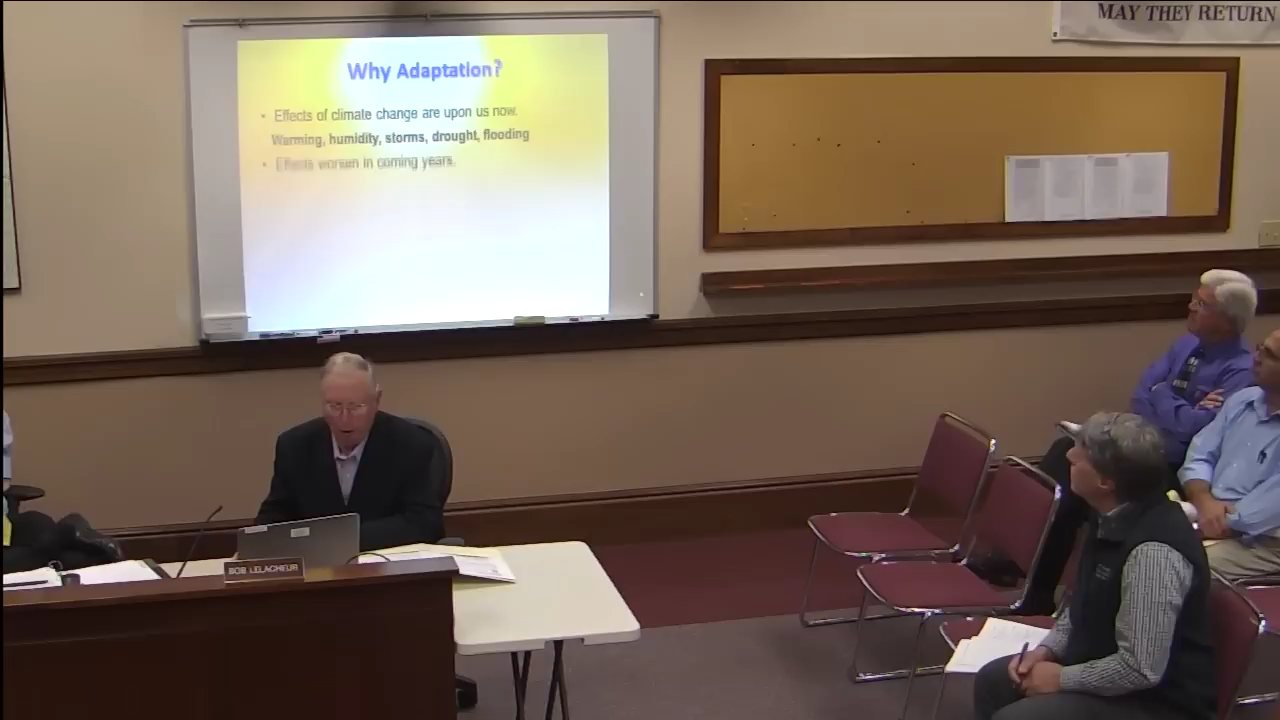 MAY THEY RETURN
Why Adaptation?
• Effects of climate change are upon us now.
Warming, humidity, storms, drought, flooding
• Effects worsen in coming years.
BOB LELACHEUR